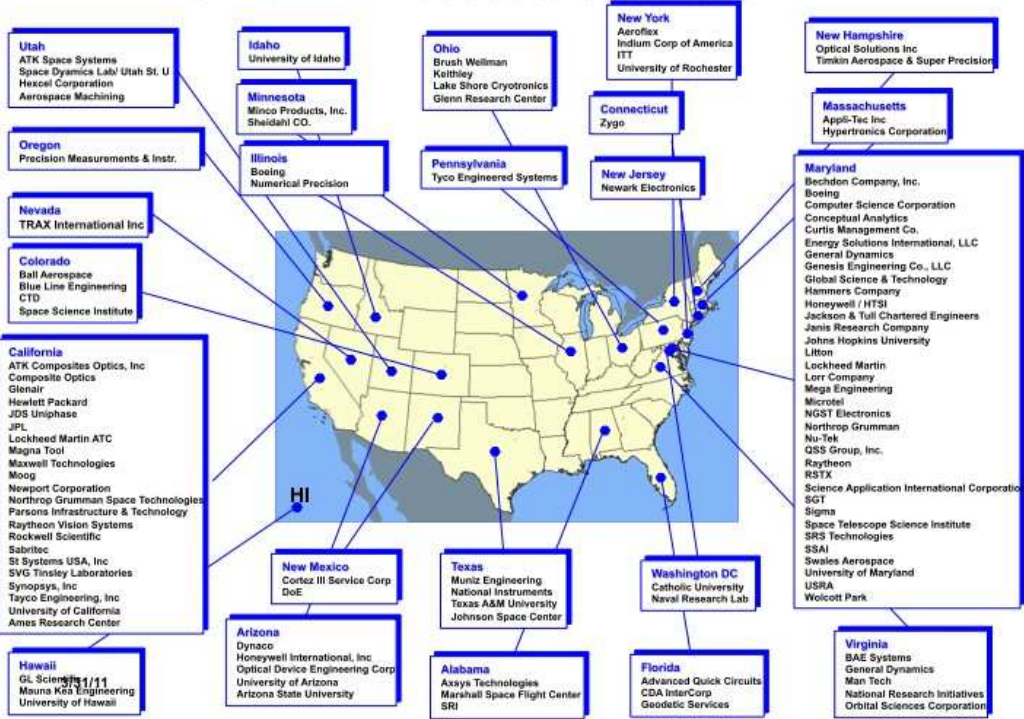 Utah
ATK Space Systems
Space Dyamics Lab/ Utah St. U
Hexcel Corporation
Aerospace Machining
Idaho
University of Idaho
Minnesota
Minco Products, Inc.
Sheidahl CO.
Ohio
Brush Wellman
Keithley
Lake Shore Cryotronics
Glenn Research Center
New York
Aeroflex
Indium Corp of America
ITT
University of Rochester
New Hampshire
Optical Solutions Inc
Timkin Aerospace & Super Precision
Connecticut
Zygo
Massachusetts
Appli-Tec Inc
Hypertronics Corporation
Oregon
Precision Measurements & Instr.
Illinois
Boeing
Numerical Precision
Pennsylvania
Tyco Engineered Systems
New Jersey
Newark Electronics
Maryland
Bechdon Company, Inc.
Boeing
Computer Science Corporation
Conceptual Analytics
Curtis Management Co.
Energy Solutions International, LLC
General Dynamics
Genesis Engineering Co., LLC
Global Science & Technology
Hammers Company
Honeywell / HTSI
Jackson & Tull Chartered Engineers
Janis Research Company
Johns Hopkins University
Litton
Lockheed Martin
Lorr Company
Mega Engineering
Microtel
NGST Electronics
Northrop Grumman
Nu-Tek
QSS Group, Inc.
Raytheon
RSTX
Science Application International Corporatio
SGT
Sigma
Space Telescope Science Institute
SRS Technologies
SSAI
Swales Aerospace
University of Maryland
USRA
Wolcott Park
Nevada
TRAX International Inc
Colorado
Ball Aerospace
Blue Line Engineering
CTD
Space Science Institute
California
ATK Composites Optics, Inc
Composite Optics
Glenair
Hewlett Packard
JDS Uniphase
JPL
Lockheed Martin ATC
Magna Tool
Maxwell Technologies
Moog
Newport Corporation
Northrop Grumman Space Technologies
Parsons Infrastructure & Technology
Raytheon Vision Systems
Rockwell Scientific
Sabritec
St Systems USA, Inc
SVG Tinsley Laboratories
Synopsys, Inc
Tayco Engineering, Inc
University of California
Ames Research Center
HI
New Mexico
Cortez III Service Corp
DoE
Texas
Muniz Engineering
National Instruments
Texas A&M University
Johnson Space Center
Washington DC
Catholic University
Naval Research Lab
Hawaii
GL Scientific
3/31/11
Mauna Kea Engineering
University of Hawaii
Arizona
Dynaco
Honeywell International, Inc
Optical Device Engineering Corp
University of Arizona
Arizona State University
Alabama
Axsys Technologies
Marshall Space Flight Center
SRI
Florida
Advanced Quick Circuits
CDA InterCorp
Geodetic Services
Virginia
BAE Systems
General Dynamics
Man Tech
National Research Initiatives
Orbital Sciences Corporation